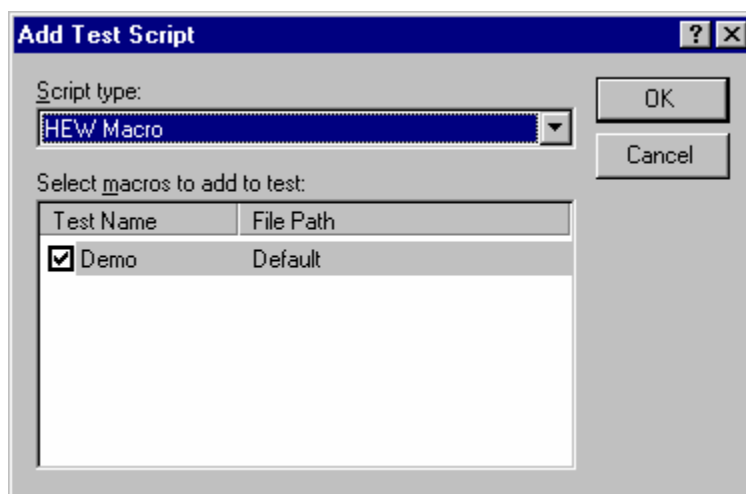 Add Test Script
Script type:
HEW Macro
OK
Cancel
Select macros to add to test:
Test Name File Path
Demo Default